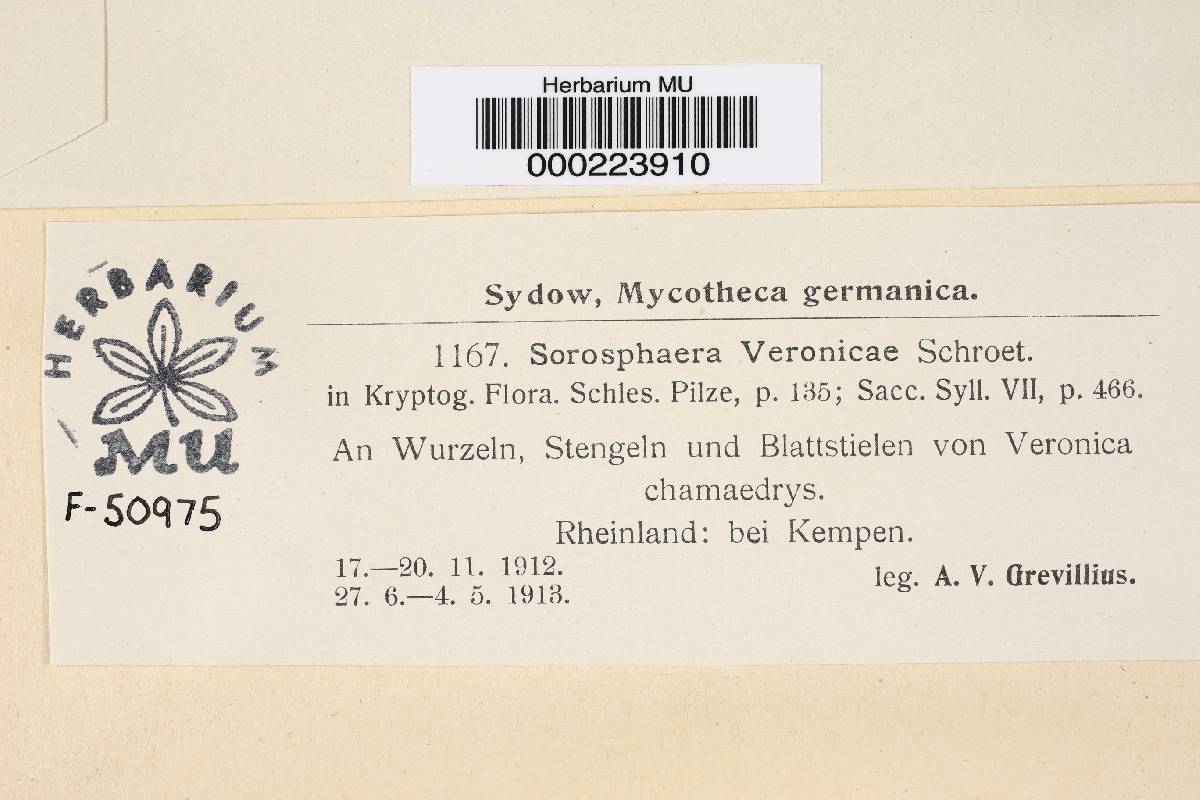 Herbarium MU
000223910
HERBARIUM
MU
F-50975
Sydow, Mycotheca germanica.
1167. Sorosphaera Veronicae Schroet.
in Kryptog. Flora. Schles. Pilze, p. 135; Sacc. Syll. VII, p. 466.
An Wurzeln, Stengeln und Blattstielen von Veronica
chamaedrys.
Rheinland: bei Kempen.
17.—20. 11. 1912.
27. 6.—4. 5. 1913.
leg. A. V. Grevillius.